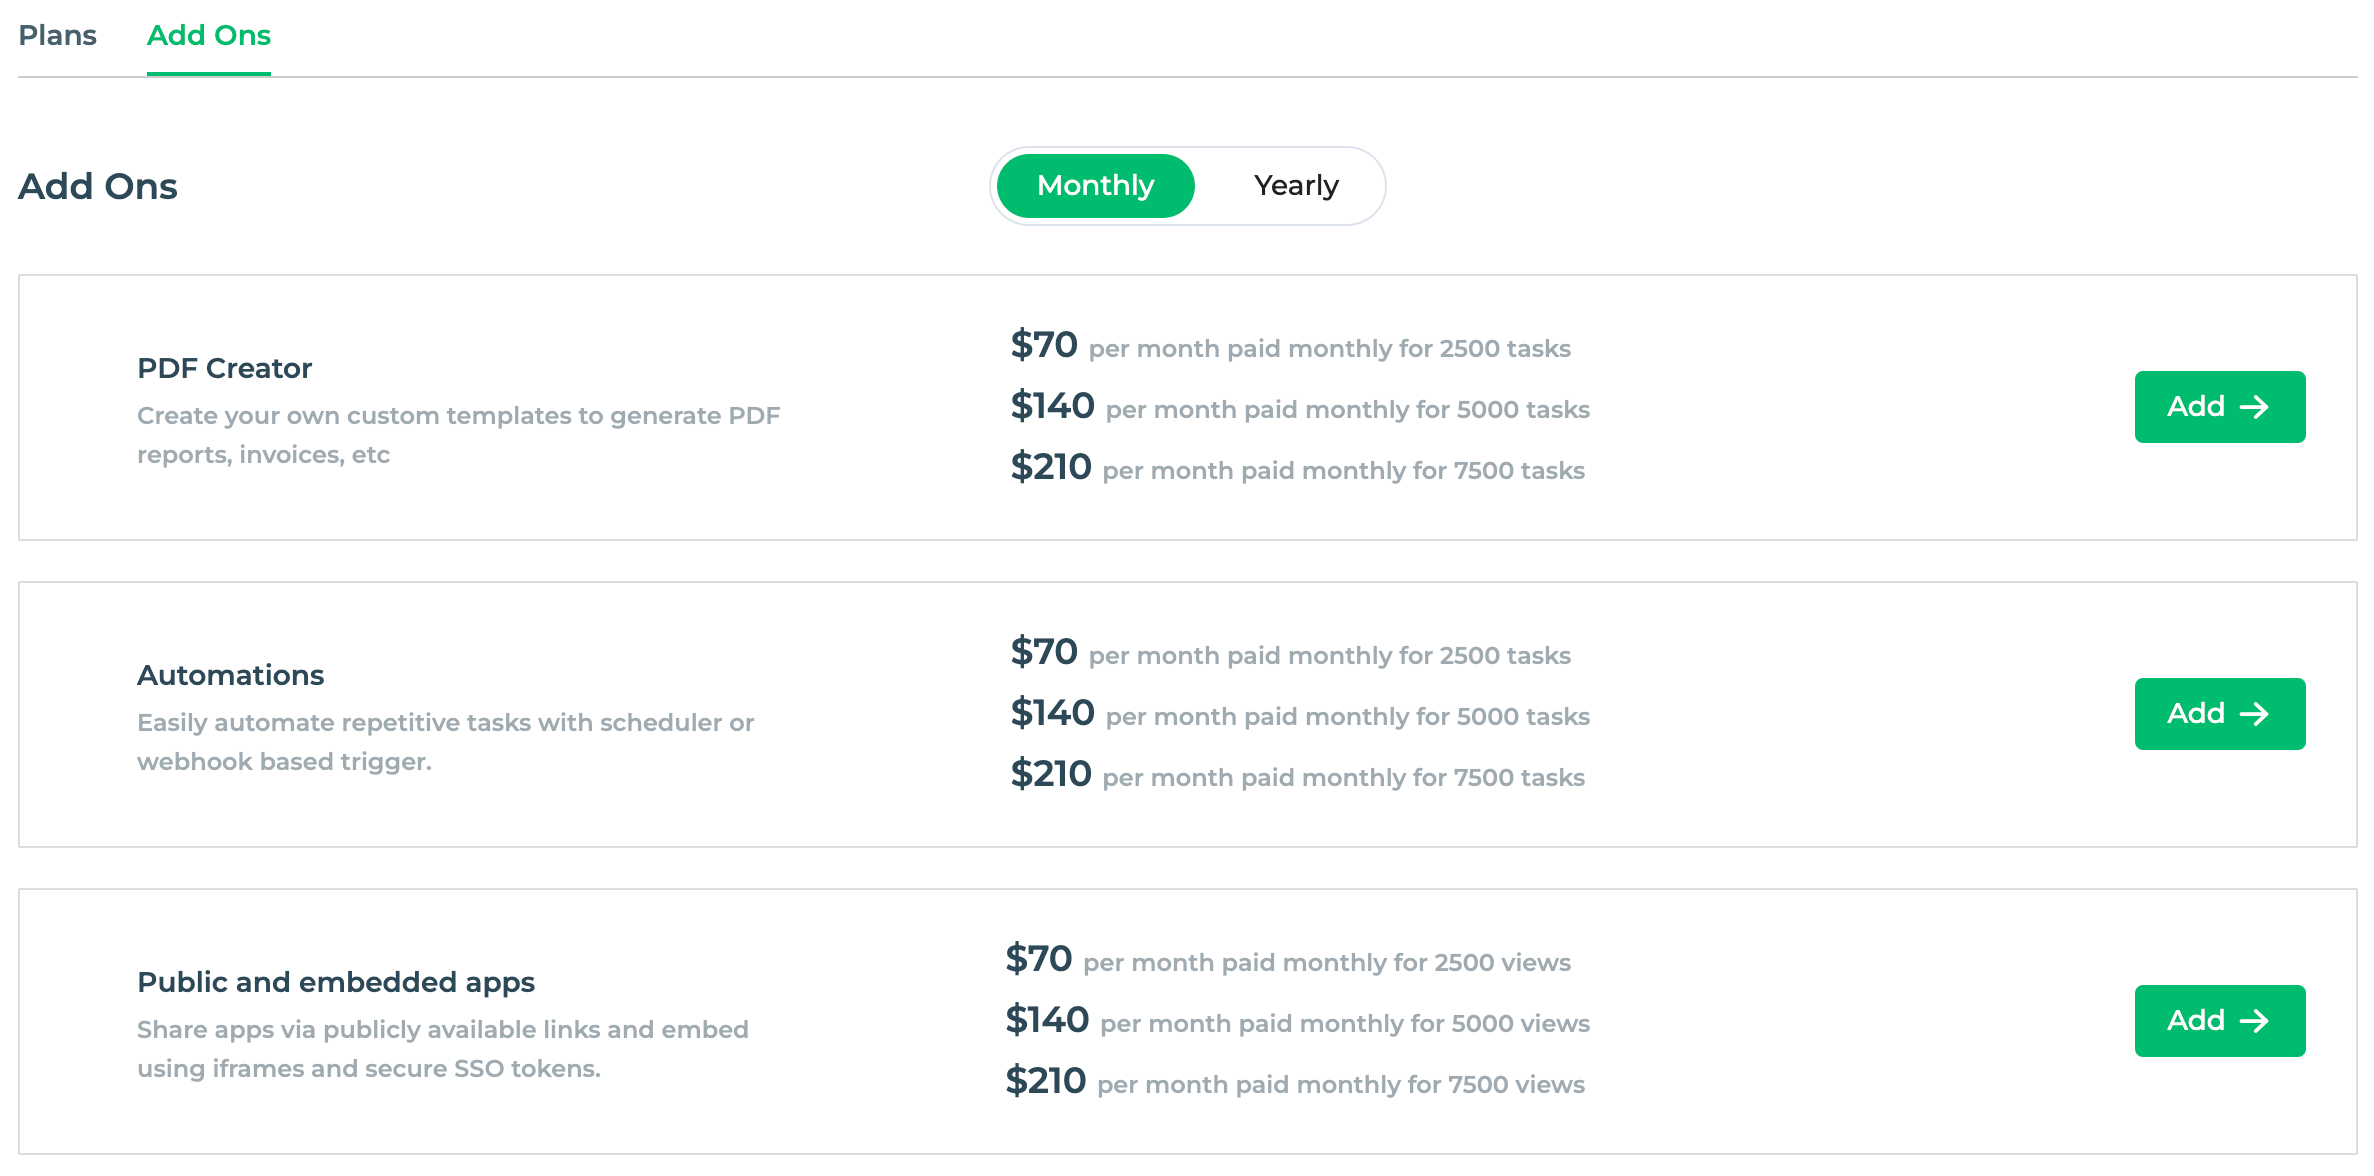 Plans Add Ons
Add Ons Monthly Yearly
PDF Creator
Create your own custom templates to generate PDF
reports, invoices, etc
$70 per month paid monthly for 2500 tasks
$140 per month paid monthly for 5000 tasks
$210 per month paid monthly for 7500 tasks
Add →
Automations
Easily automate repetitive tasks with scheduler or
webhook based trigger.
$70 per month paid monthly for 2500 tasks
$140 per month paid monthly for 5000 tasks
$210 per month paid monthly for 7500 tasks
Add →
Public and embedded apps
Share apps via publicly available links and embed
using iframes and secure SSO tokens.
$70 per month paid monthly for 2500 views
$140 per month paid monthly for 5000 views
$210 per month paid monthly for 7500 views
Add →